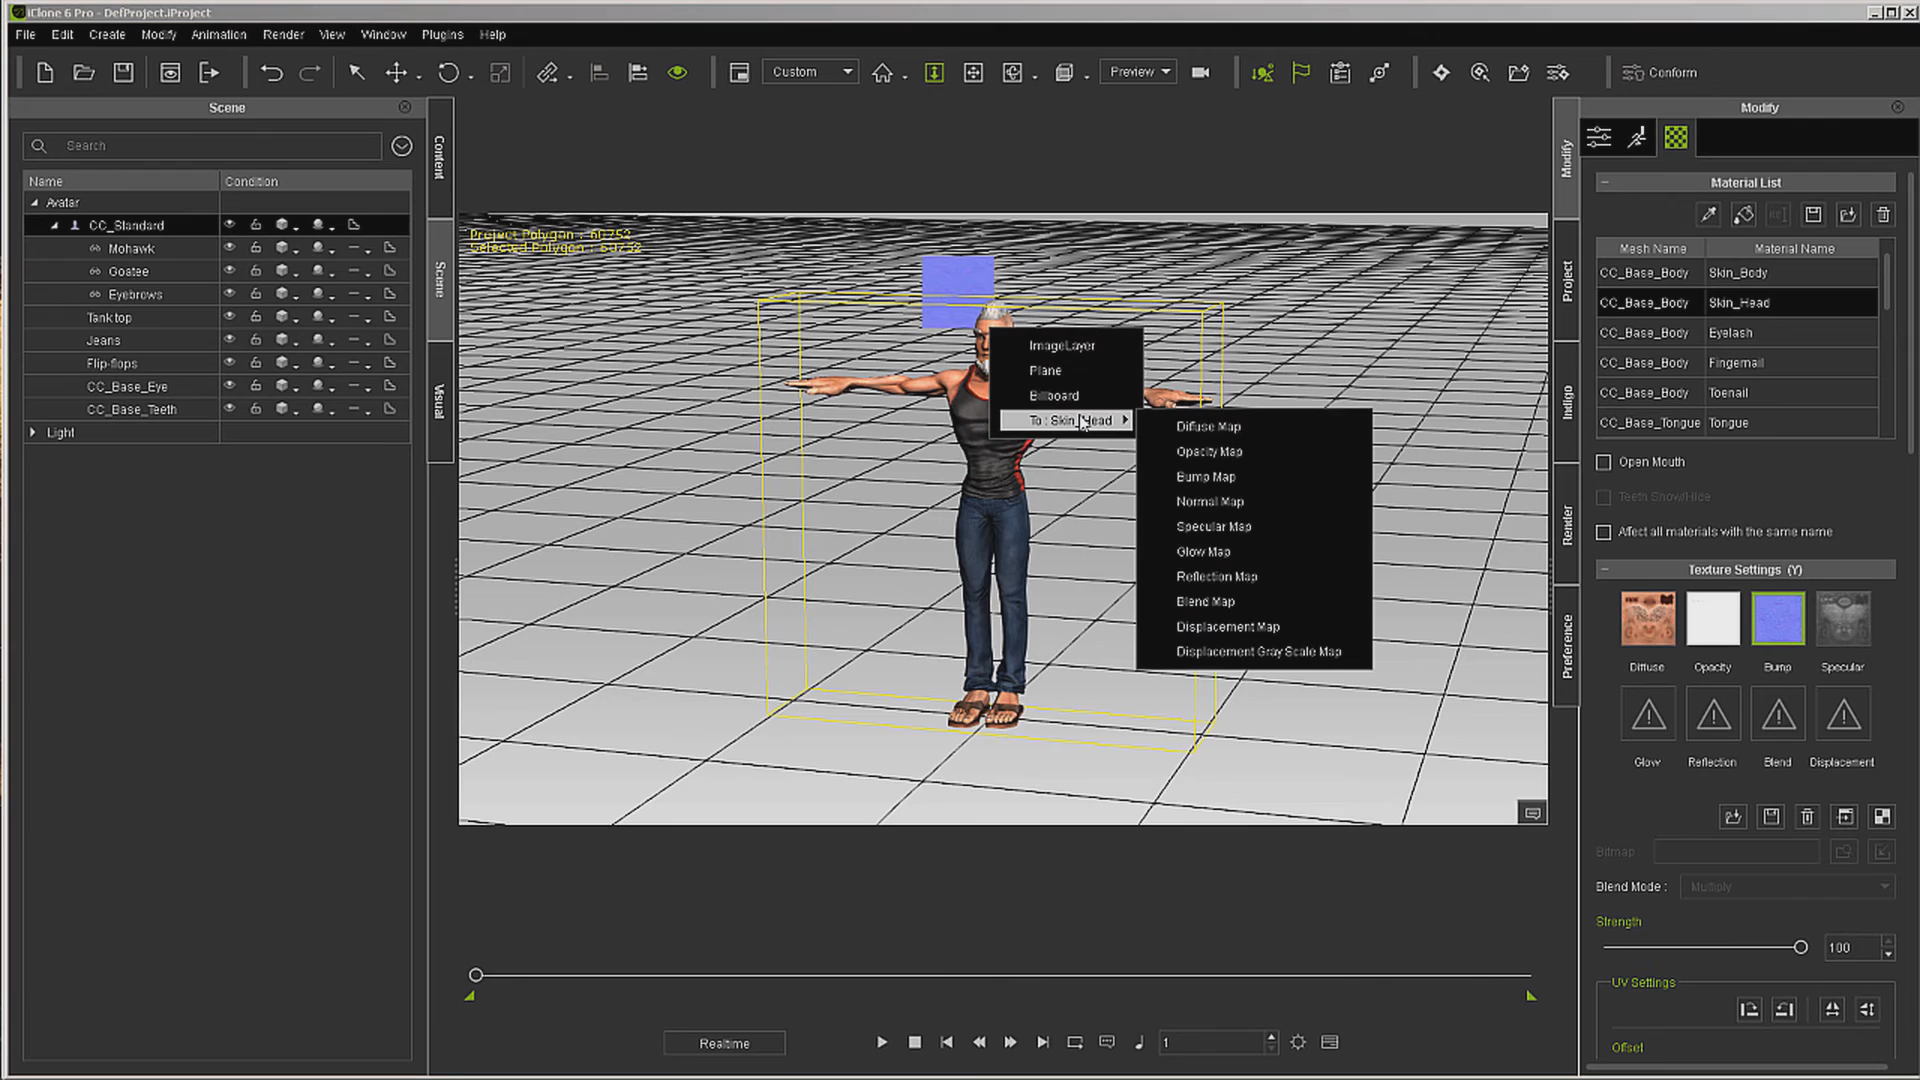 iClone 6 Pro - DefProject.iProject
File Edit Create Modify Animation Render View Window Plugins Help
Custom Preview Conform
Scene
Search
Name Condition
Avatar
CC_Standard
Mohawk
Goatee
Eyebrows
Tank top
Jeans
Flip-flops
CC_Base_Eye
CC_Base_Teeth
Light
Content
Scene
Visual
Project Polygon : 60752
Selected Polygon : 60752
ImageLayer
Plane
Billboard
To : Skin_Head
Diffuse Map
Opacity Map
Bump Map
Normal Map
Specular Map
Glow Map
Reflection Map
Blend Map
Displacement Map
Displacement Gray Scale Map
Realtime
1
Modify
Project
Indigo
Render
Preference
Modify
Material List
Mesh Name Material Name
CC_Base_Body Skin_Body
CC_Base_Body Skin_Head
CC_Base_Body Eyelash
CC_Base_Body Fingernail
CC_Base_Body Toenail
CC_Base_Tongue Tongue
Open Mouth
Teeth Show/Hide
Affect all materials with the same name
Texture Settings (Y)
Diffuse Opacity Bump Specular
Glow Reflection Blend Displacement
Bitmap
Blend Mode : Multiply
Strength
100
UV Settings
Offset